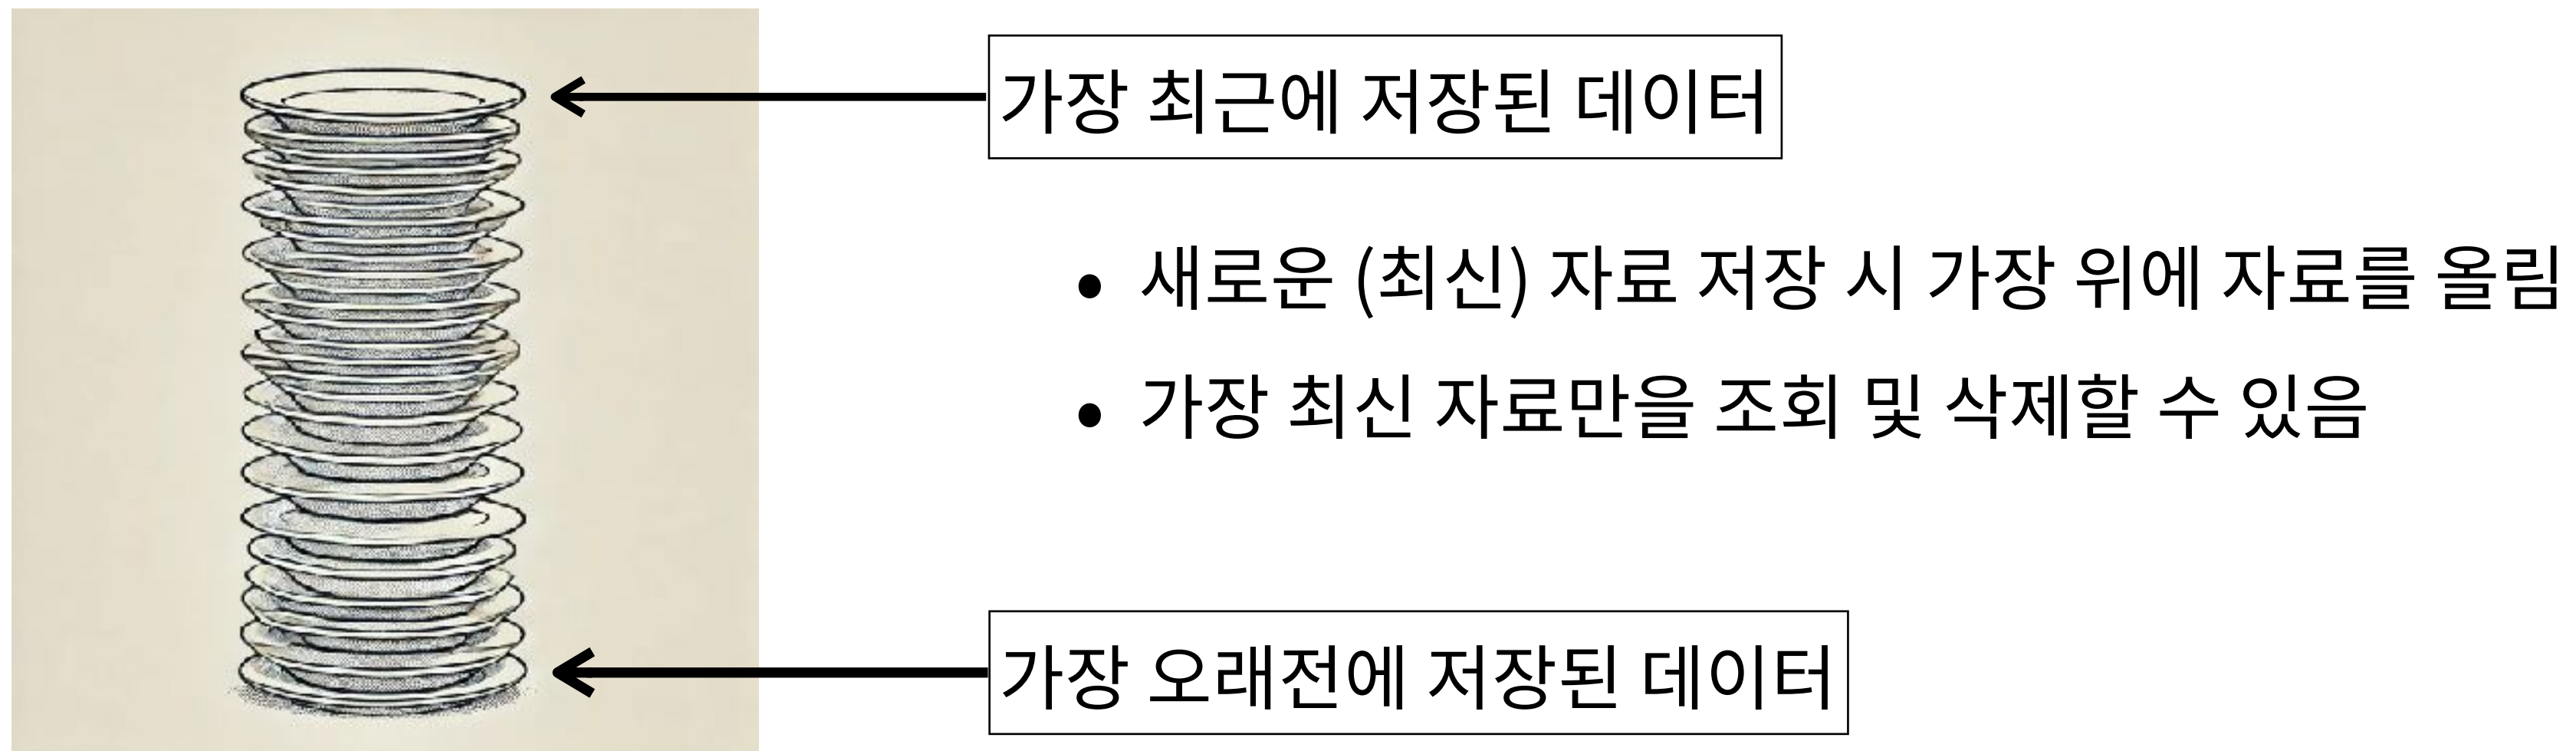 가장 최근에 저장된 데이터
• 새로운 (최신) 자료 저장 시 가장 위에 자료를 올림
• 가장 최신 자료만을 조회 및 삭제할 수 있음
가장 오래전에 저장된 데이터